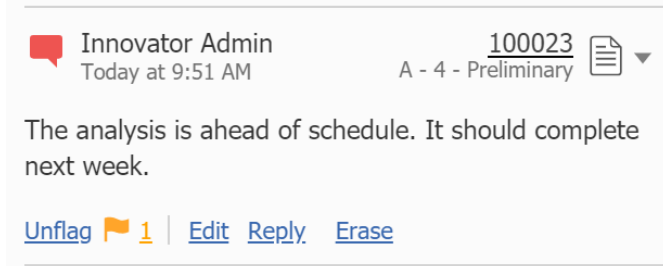 Innovator Admin 100023
Today at 9:51 AM A - 4 - Preliminary
The analysis is ahead of schedule. It should complete
next week.
Unflag 1 Edit Reply Erase